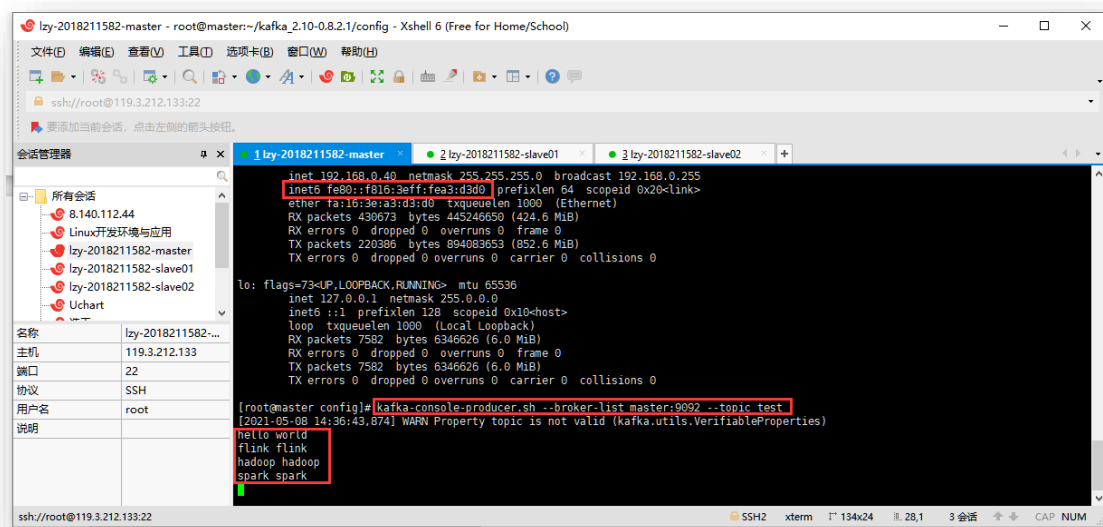 lzy-2018211582-master - root@master:~/kafka_2.10-0.8.2.1/config - Xshell 6 (Free for Home/School)
文件(F) 编辑(E) 查看(V) 工具(T) 选项卡(B) 窗口(W) 帮助(H)
ssh://root@119.3.212.133:22
要添加当前会话，点击左侧的箭头按钮。
会话管理器
1 lzy-2018211582-master
2 lzy-2018211582-slave01
3 lzy-2018211582-slave02
所有会话
8.140.112.44
Linux开发环境与应用
lzy-2018211582-master
lzy-2018211582-slave01
lzy-2018211582-slave02
Uchart
名称 lzy-2018211582-...
主机 119.3.212.133
端口 22
协议 SSH
用户名 root
说明
inet 192.168.0.40 netmask 255.255.255.0 broadcast 192.168.0.255
inet6 fe80::f816:3eff:fea3:d3d0 prefixlen 64 scopeid 0x20<link>
ether fa:16:3e:a3:d3:d0 txqueuelen 1000 (Ethernet)
RX packets 430673 bytes 445246650 (424.6 MiB)
RX errors 0 dropped 0 overruns 0 frame 0
TX packets 220386 bytes 894083653 (852.6 MiB)
TX errors 0 dropped 0 overruns 0 carrier 0 collisions 0
lo: flags=73<UP,LOOPBACK,RUNNING> mtu 65536
inet 127.0.0.1 netmask 255.0.0.0
inet6 ::1 prefixlen 128 scopeid 0x10<host>
loop txqueuelen 1000 (Local Loopback)
RX packets 7582 bytes 6346626 (6.0 MiB)
RX errors 0 dropped 0 overruns 0 frame 0
TX packets 7582 bytes 6346626 (6.0 MiB)
TX errors 0 dropped 0 overruns 0 carrier 0 collisions 0
[root@master config]# kafka-console-producer.sh --broker-list master:9092 --topic test
[2021-05-08 14:36:43,874] WARN Property topic is not valid (kafka.utils.VerifiableProperties)
hello world
flink flink
hadoop hadoop
spark spark
ssh://root@119.3.212.133:22 SSH2 xterm 134x24 28,1 3 会话 CAP NUM